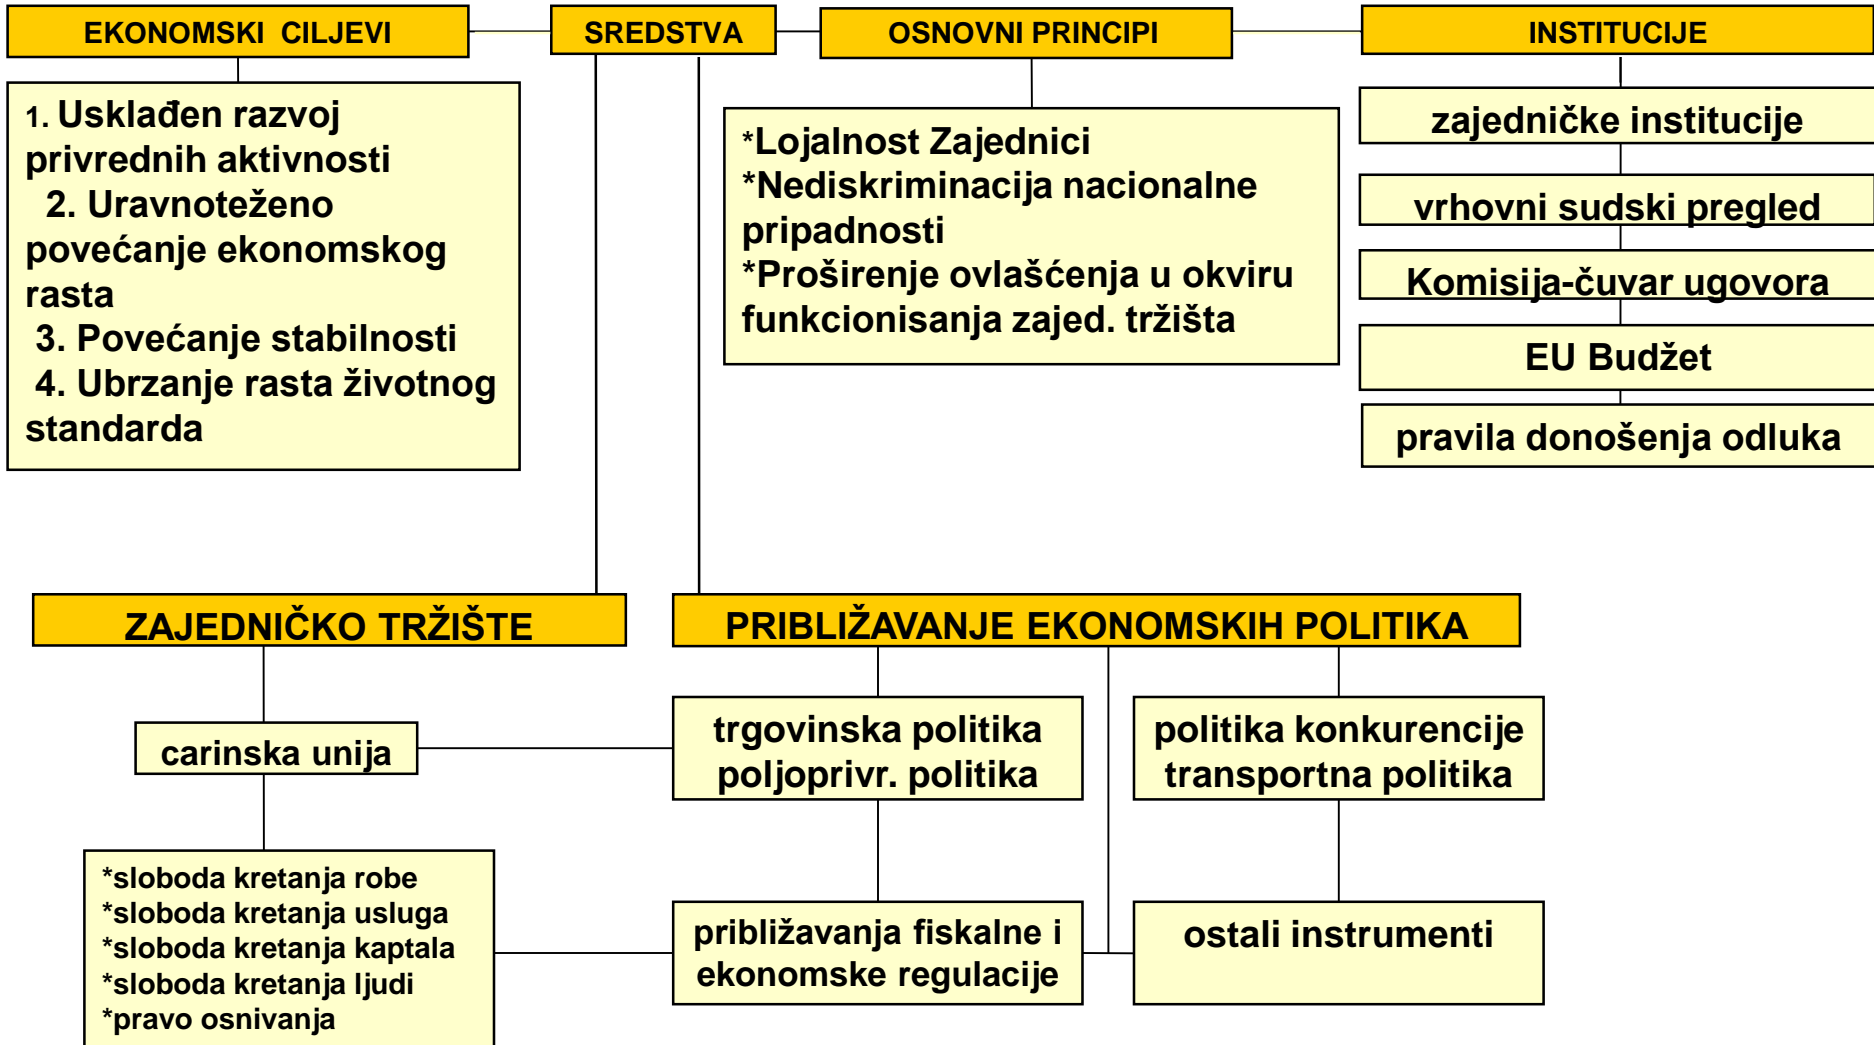 EKONOMSKI CILJEVI
SREDSTVA
OSNOVNI PRINCIPI
INSTITUCIJE
1. Usklađen razvoj
privrednih aktivnosti
2. Uravnoteženo
povećanje ekonomskog
rasta
3. Povećanje stabilnosti
4. Ubrzanje rasta životnog
standarda
*Lojalnost Zajednici
*Nediskriminacija nacionalne
pripadnosti
*Proširenje ovlašćenja u okviru
funkcionisanja zajed. tržišta
zajedničke institucije
vrhovni sudski pregled
Komisija-čuvar ugovora
EU Budžet
pravila donošenja odluka
ZAJEDNIČKO TRŽIŠTE
PRIBLIŽAVANJE EKONOMSKIH POLITIKA
carinska unija
trgovinska politika
poljoprivr. politika
politika konkurencije
transportna politika
*sloboda kretanja robe
*sloboda kretanja usluga
*sloboda kretanja kaptala
*sloboda kretanja ljudi
*pravo osnivanja
približavanja fiskalne i
ekonomske regulacije
ostali instrumenti